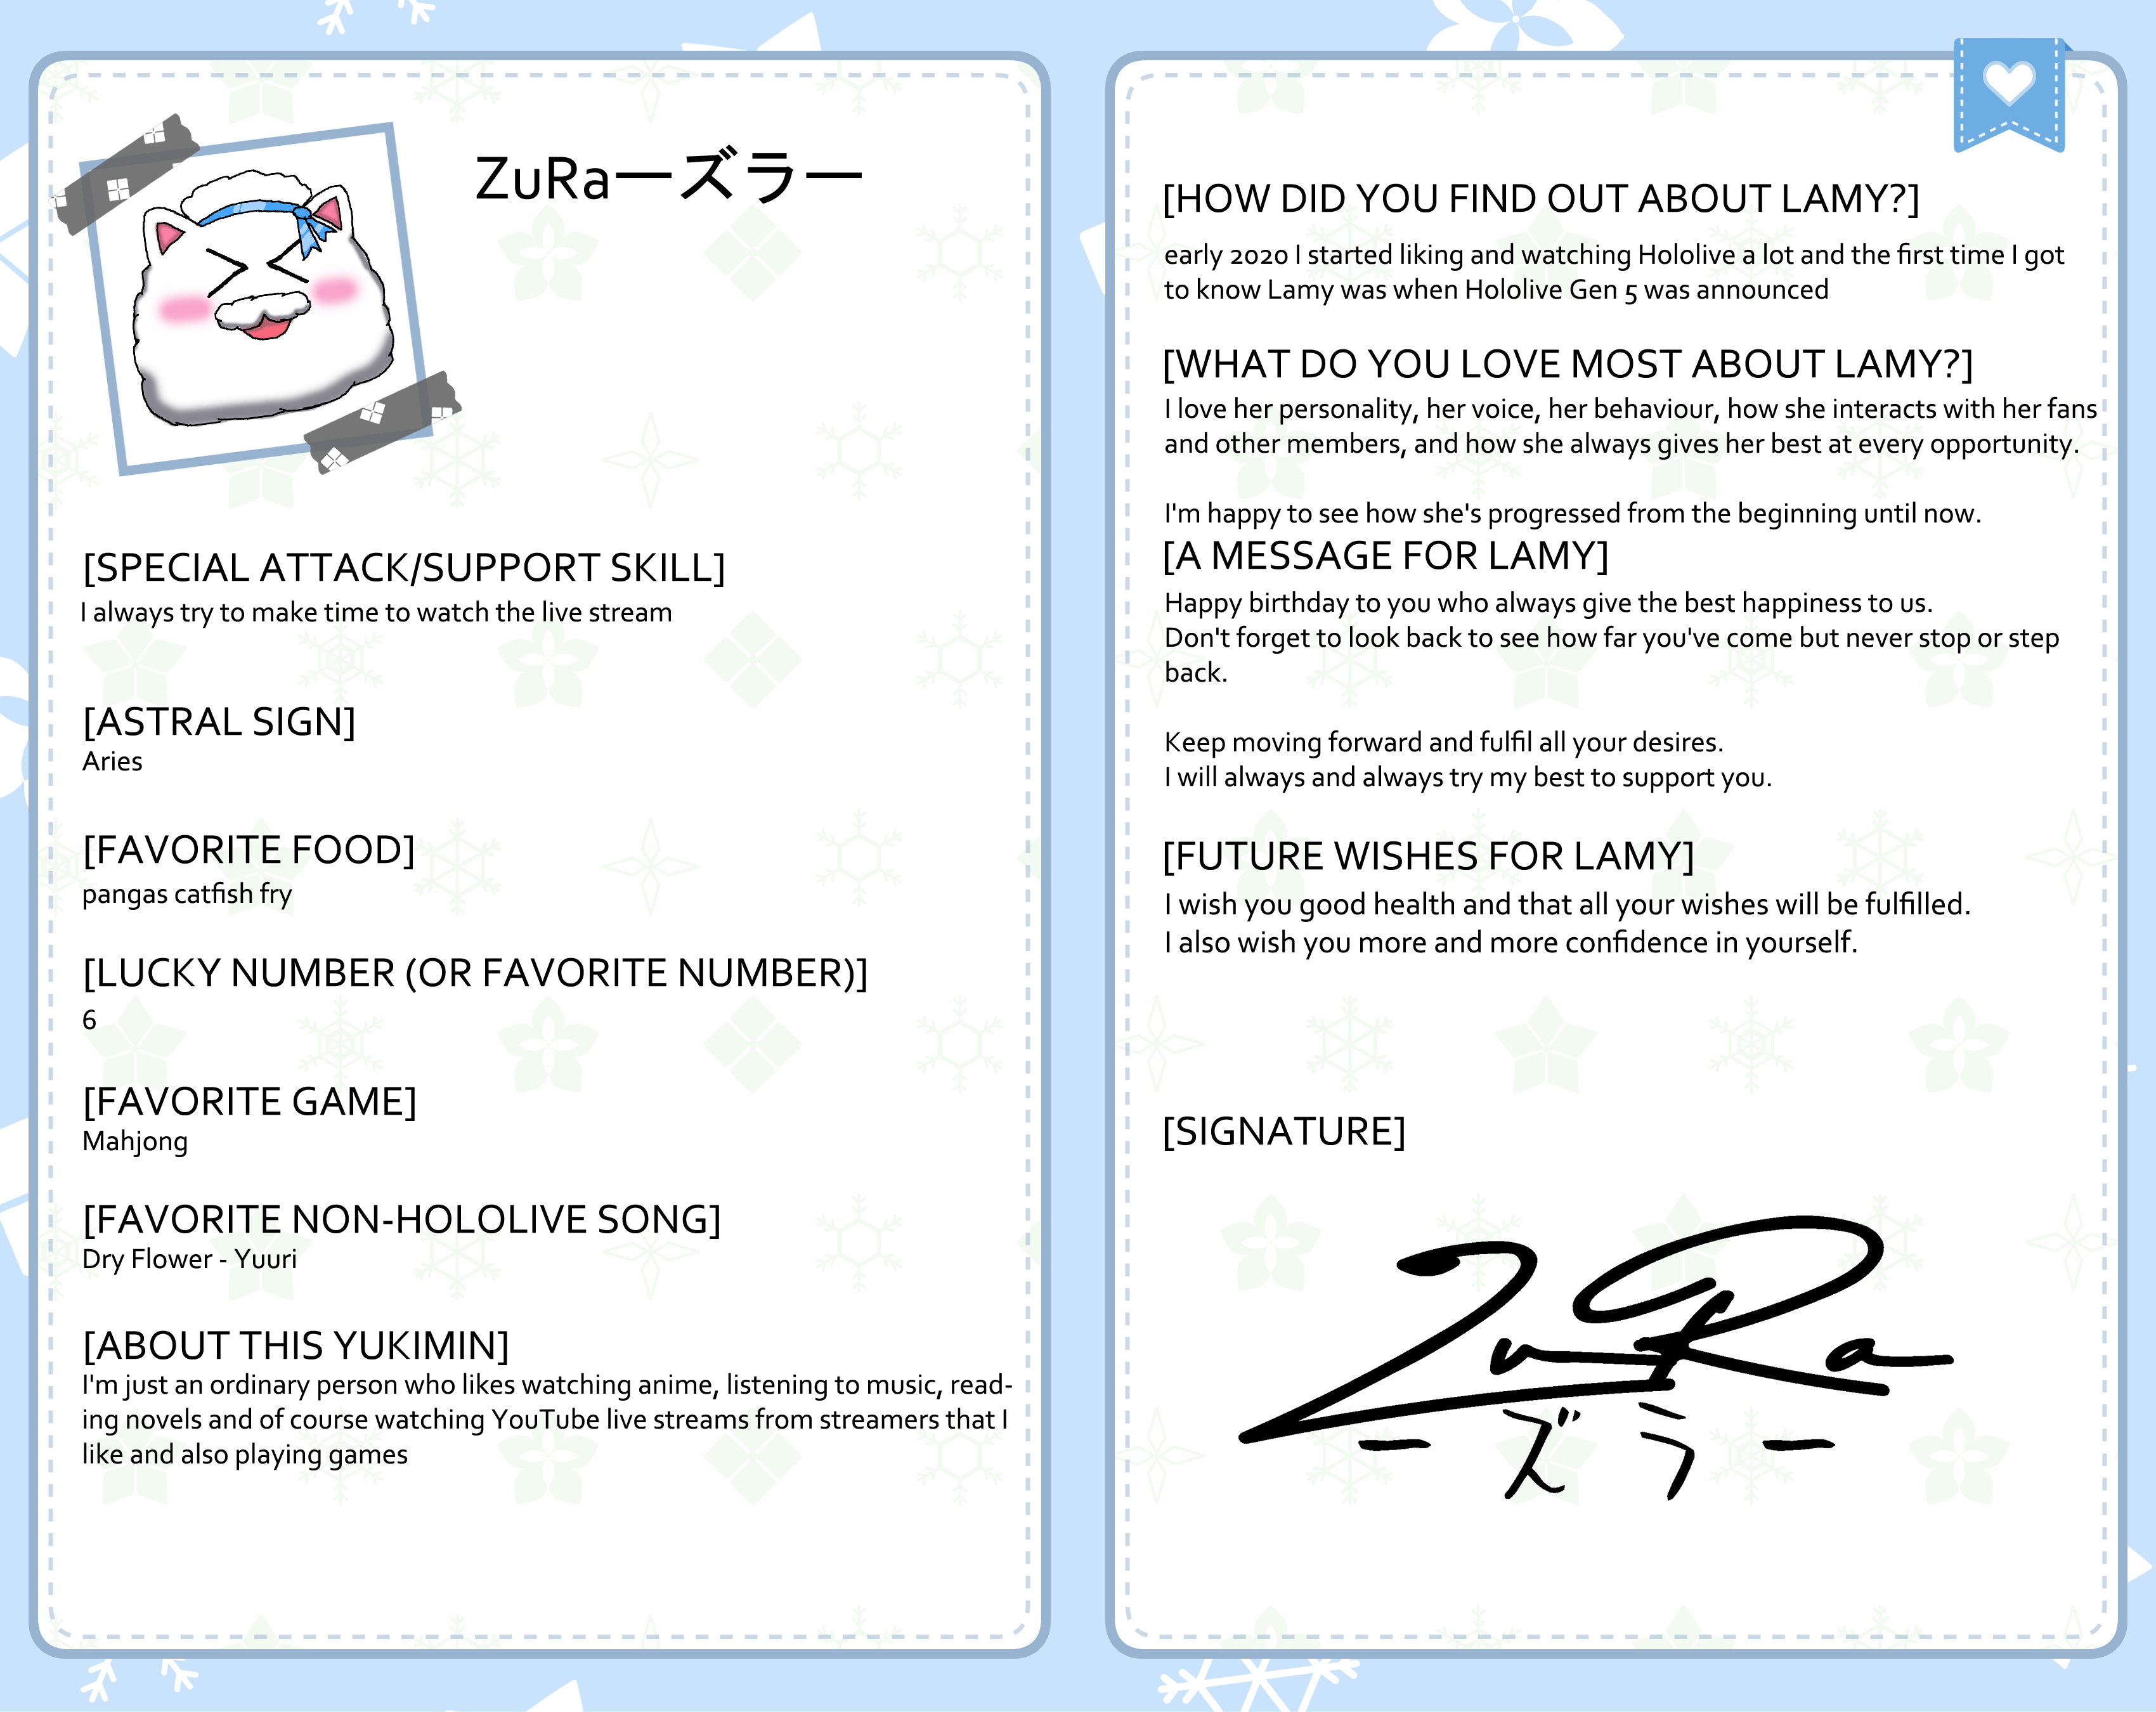 ZuRaーズラー
[SPECIAL ATTACK/SUPPORT SKILL]
I always try to make time to watch the live stream
[ASTRAL SIGN]
Aries
[FAVORITE FOOD]
pangas catfish fry
[LUCKY NUMBER (OR FAVORITE NUMBER)]
6
[FAVORITE GAME]
Mahjong
[FAVORITE NON-HOLOLIVE SONG]
Dry Flower - Yuuri
[ABOUT THIS YUKIMIN]
I'm just an ordinary person who likes watching anime, listening to music, read-
ing novels and of course watching YouTube live streams from streamers that I
like and also playing games
[HOW DID YOU FIND OUT ABOUT LAMY?]
early 2020 I started liking and watching Hololive a lot and the first time I got
to know Lamy was when Hololive Gen 5 was announced
[WHAT DO YOU LOVE MOST ABOUT LAMY?]
I love her personality, her voice, her behaviour, how she interacts with her fans
and other members, and how she always gives her best at every opportunity.
I'm happy to see how she's progressed from the beginning until now.
[A MESSAGE FOR LAMY]
Happy birthday to you who always give the best happiness to us.
Don't forget to look back to see how far you've come but never stop or step
back.
Keep moving forward and fulfil all your desires.
I will always and always try my best to support you.
[FUTURE WISHES FOR LAMY]
I wish you good health and that all your wishes will be fulfilled.
I also wish you more and more confidence in yourself.
[SIGNATURE]
ZuRa
ーズラー